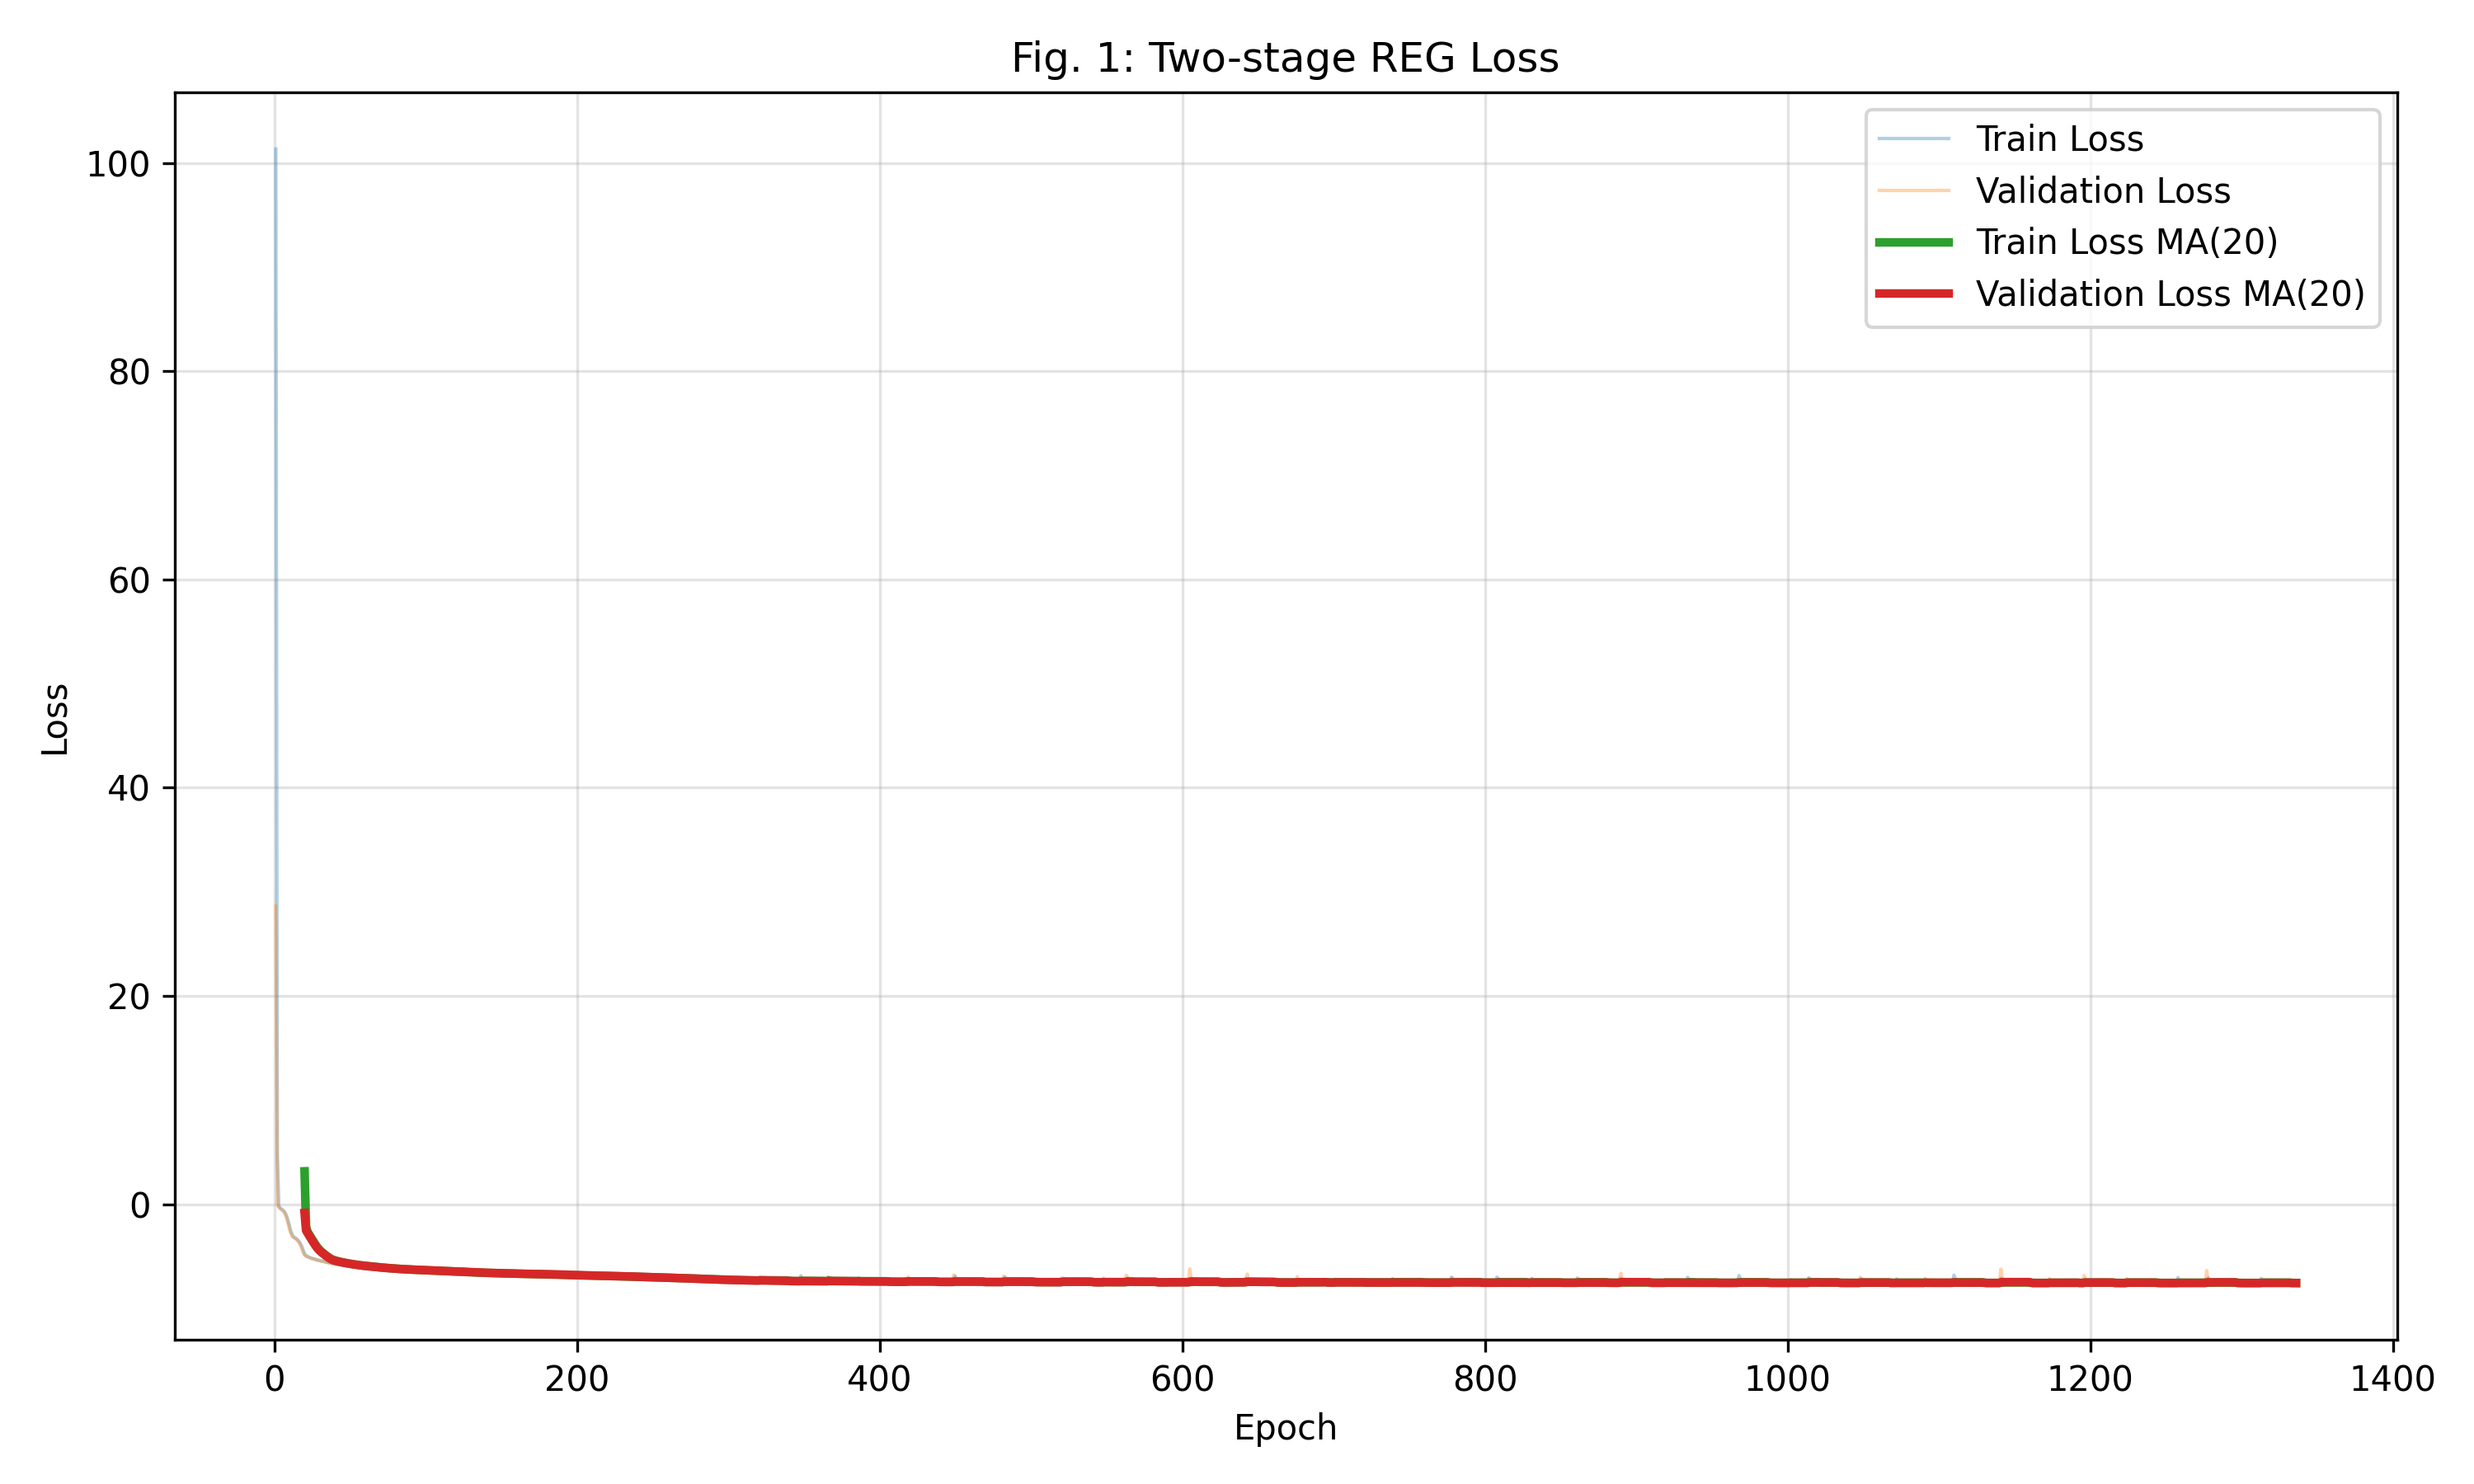 Fig. 1: Two-stage REG Loss
Train Loss
Validation Loss
Train Loss MA(20)
Validation Loss MA(20)
100
80
60
40
20
0
Loss
0 200 400 600 800 1000 1200 1400
Epoch